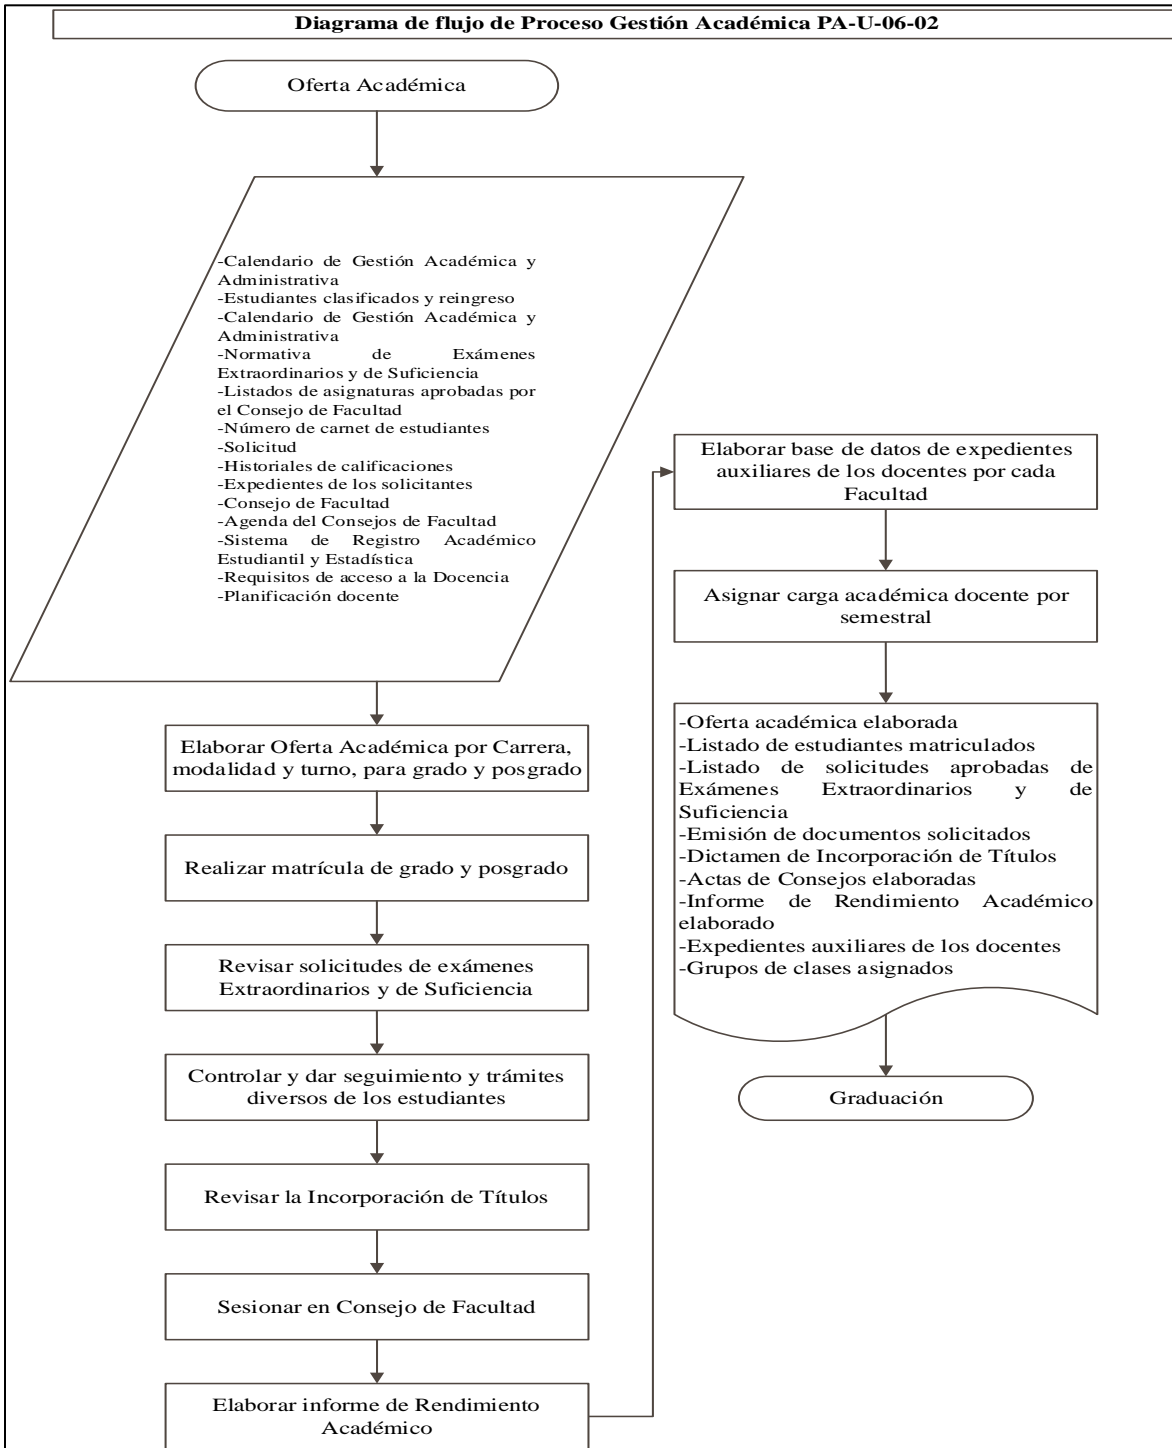 Diagrama de flujo de Proceso Gestión Académica PA-U-06-02
Oferta Académica
-Calendario de Gestión Académica y
Administrativa
-Estudiantes clasificados y reingreso
-Calendario de Gestión Académica y
Administrativa
-Normativa de Exámenes
Extraordinarios y de Suficiencia
-Listados de asignaturas aprobadas por
el Consejo de Facultad
-Número de carnet de estudiantes
-Solicitud
-Historiales de calificaciones
-Expedientes de los solicitantes
-Consejo de Facultad
-Agenda del Consejos de Facultad
-Sistema de Registro Académico
Estudiantil y Estadística
-Requisitos de acceso a la Docencia
-Planificación docente
Elaborar Oferta Académica por Carrera,
modalidad y turno, para grado y posgrado
Realizar matrícula de grado y posgrado
Revisar solicitudes de exámenes
Extraordinarios y de Suficiencia
Controlar y dar seguimiento y trámites
diversos de los estudiantes
Revisar la Incorporación de Títulos
Sesionar en Consejo de Facultad
Elaborar informe de Rendimiento
Académico
Elaborar base de datos de expedientes
auxiliares de los docentes por cada
Facultad
Asignar carga académica docente por
semestral
-Oferta académica elaborada
-Listado de estudiantes matriculados
-Listado de solicitudes aprobadas de
Exámenes Extraordinarios y de
Suficiencia
-Emisión de documentos solicitados
-Dictamen de Incorporación de Títulos
-Actas de Consejos elaboradas
-Informe de Rendimiento Académico
elaborado
-Expedientes auxiliares de los docentes
-Grupos de clases asignados
Graduación